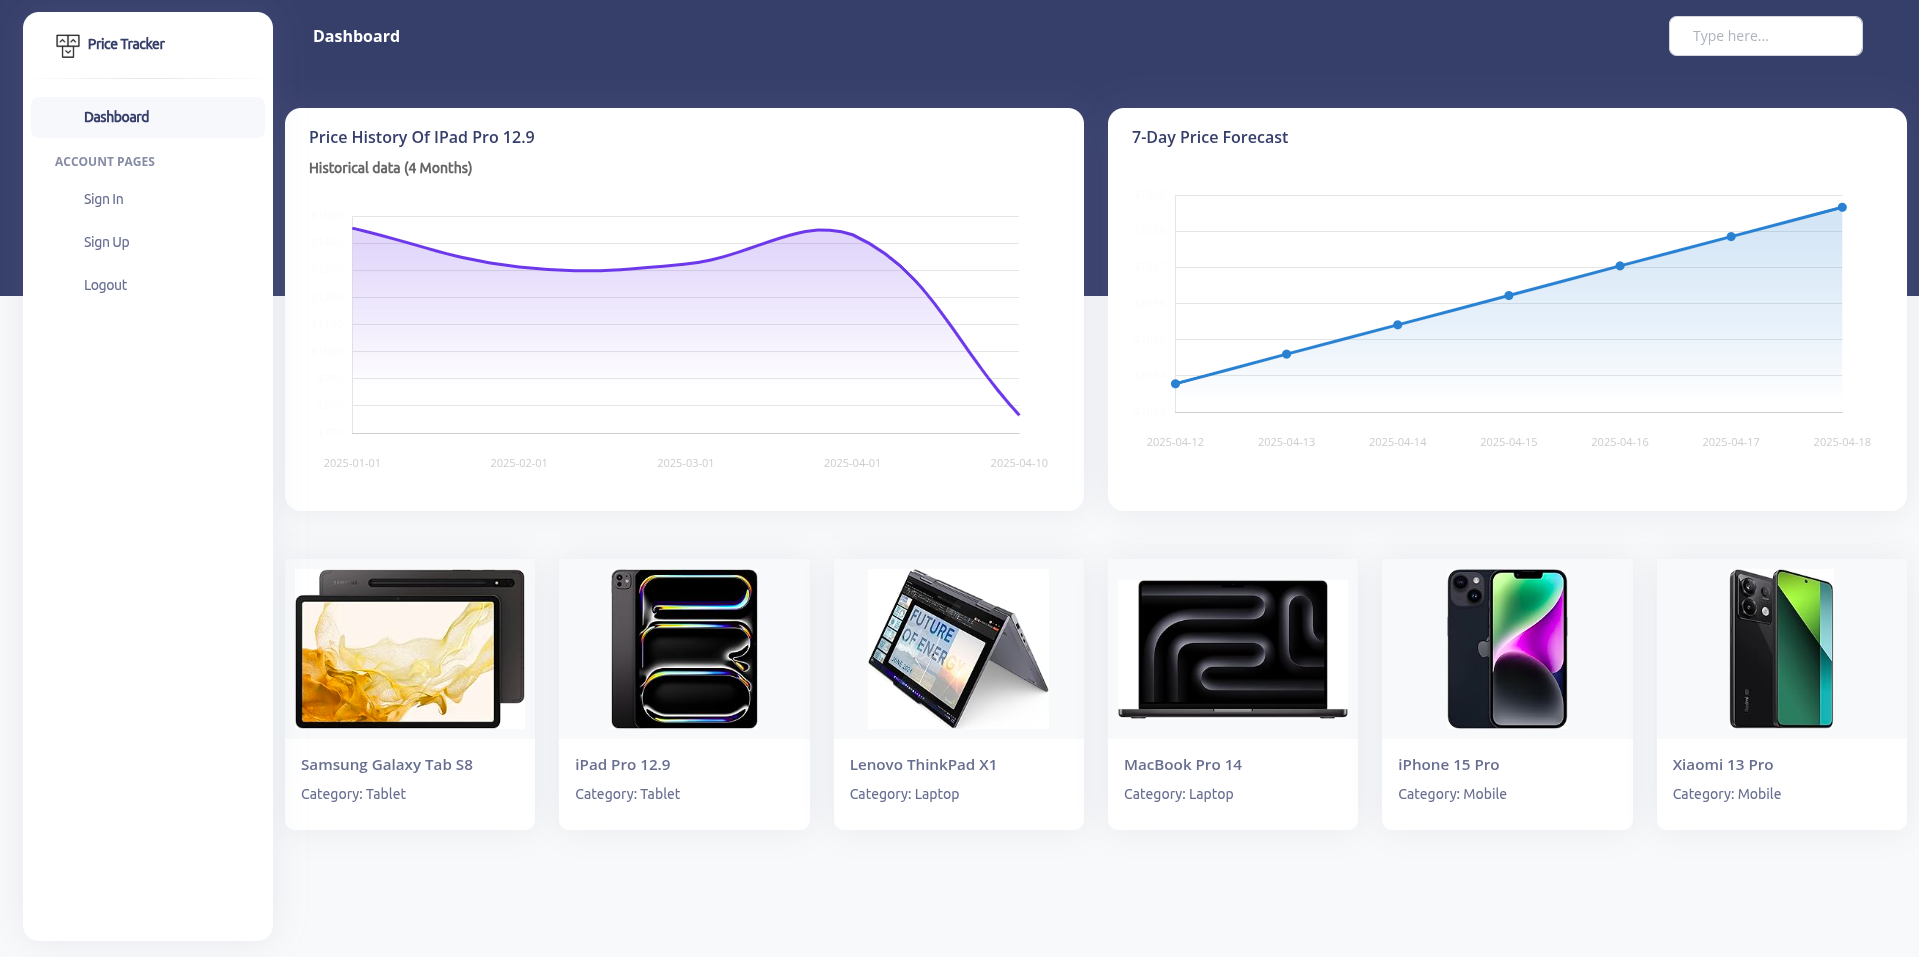 Price Tracker
Dashboard
ACCOUNT PAGES
Sign In
Sign Up
Logout
Dashboard
Type here...
Price History Of IPad Pro 12.9
Historical data (4 Months)
2025-01-01
2025-02-01
2025-03-01
2025-04-01
2025-04-10
7-Day Price Forecast
2025-04-12
2025-04-13
2025-04-14
2025-04-15
2025-04-16
2025-04-17
2025-04-18
FUTURE
OF ENERGY
Samsung Galaxy Tab S8
Category: Tablet
iPad Pro 12.9
Category: Tablet
Lenovo ThinkPad X1
Category: Laptop
MacBook Pro 14
Category: Laptop
iPhone 15 Pro
Category: Mobile
Xiaomi 13 Pro
Category: Mobile